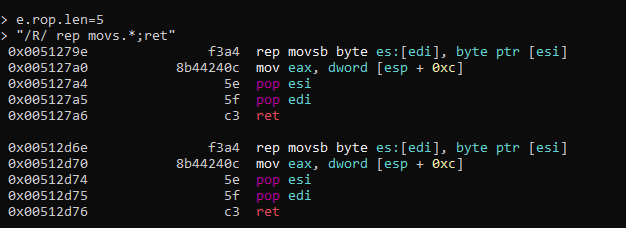 > e.rop.len=5
> "/R/ rep movs.*;ret"
0x0051279e f3a4 rep movsb byte es:[edi], byte ptr [esi]
0x005127a0 8b44240c mov eax, dword [esp + 0xc]
0x005127a4 5e pop esi
0x005127a5 5f pop edi
0x005127a6 c3 ret
0x00512d6e f3a4 rep movsb byte es:[edi], byte ptr [esi]
0x00512d70 8b44240c mov eax, dword [esp + 0xc]
0x00512d74 5e pop esi
0x00512d75 5f pop edi
0x00512d76 c3 ret